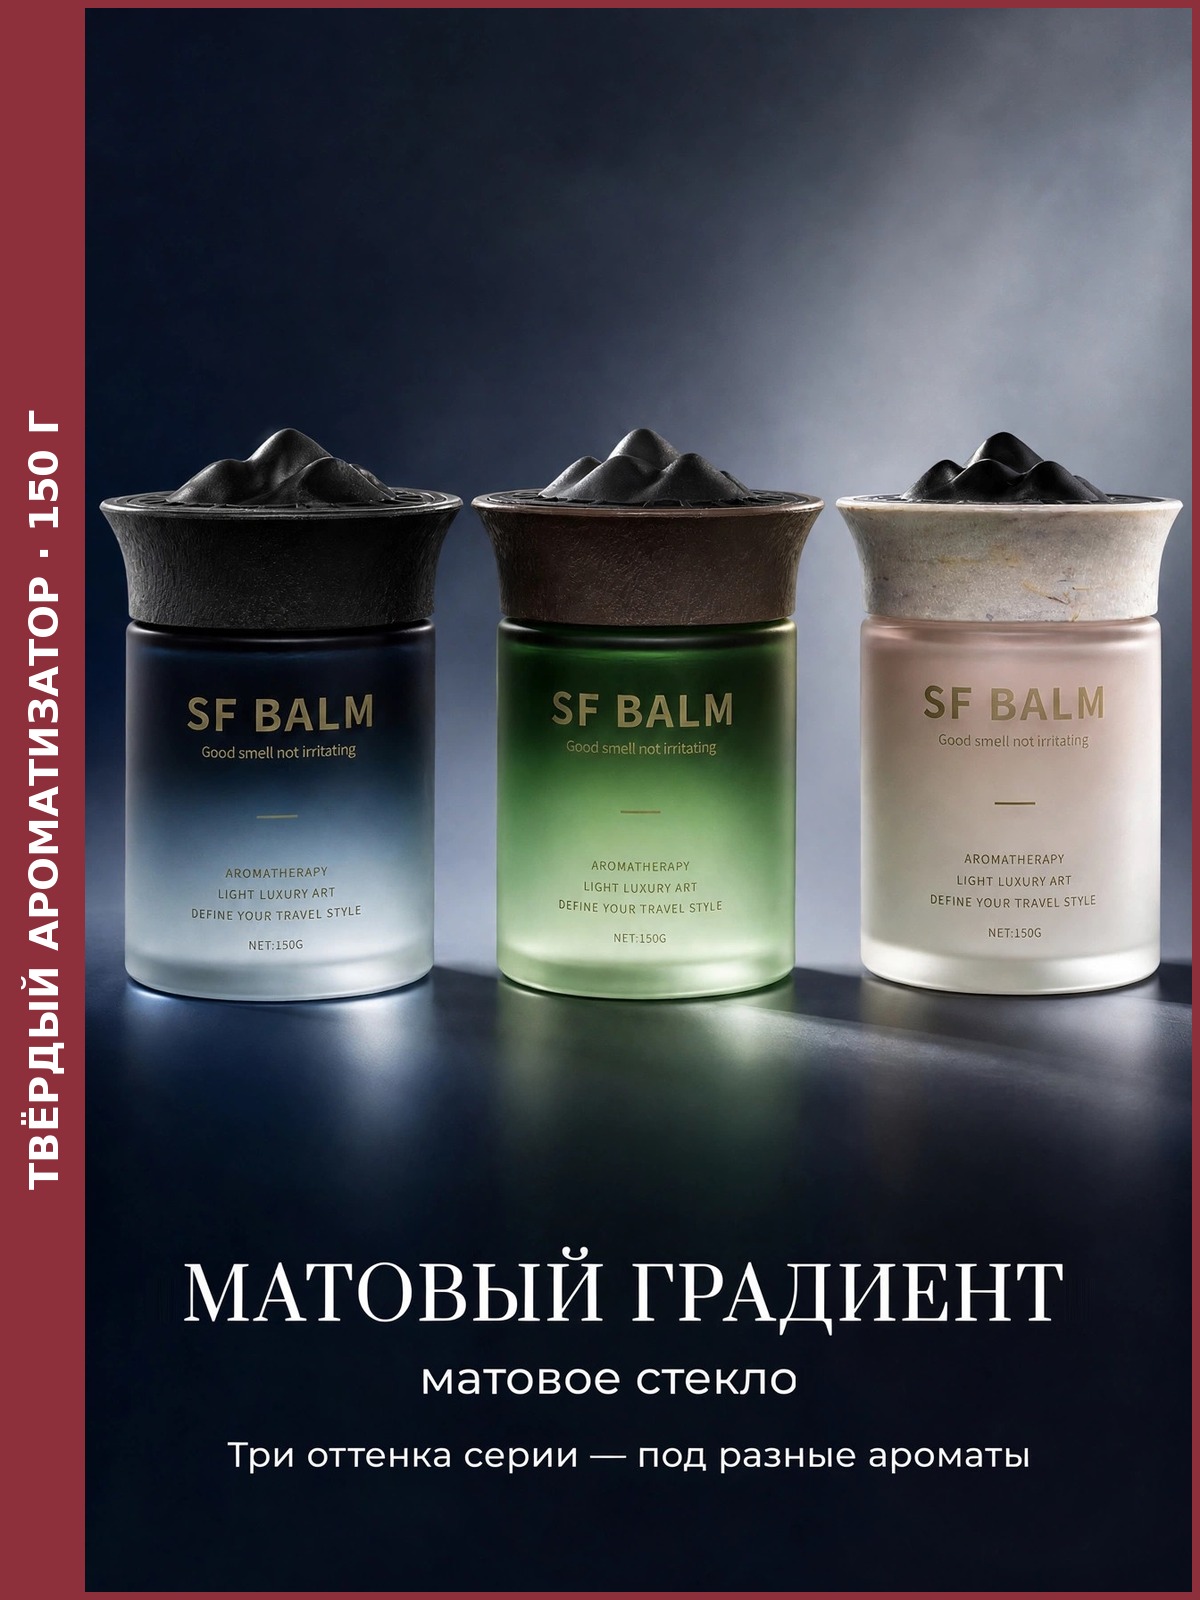 ТВЁРДЫЙ АРОМАТИЗАТОР · 150 Г
SF BALM
Good smell not irritating
AROMATHERAPY
LIGHT LUXURY ART
DEFINE YOUR TRAVEL STYLE
NET:150G
SF BALM
Good smell not irritating
AROMATHERAPY
LIGHT LUXURY ART
DEFINE YOUR TRAVEL STYLE
NET:150G
SF BALM
Good smell not irritating
AROMATHERAPY
LIGHT LUXURY ART
DEFINE YOUR TRAVEL STYLE
NET:150G
МАТОВЫЙ ГРАДИЕНТ
матовое стекло
Три оттенка серии — под разные ароматы